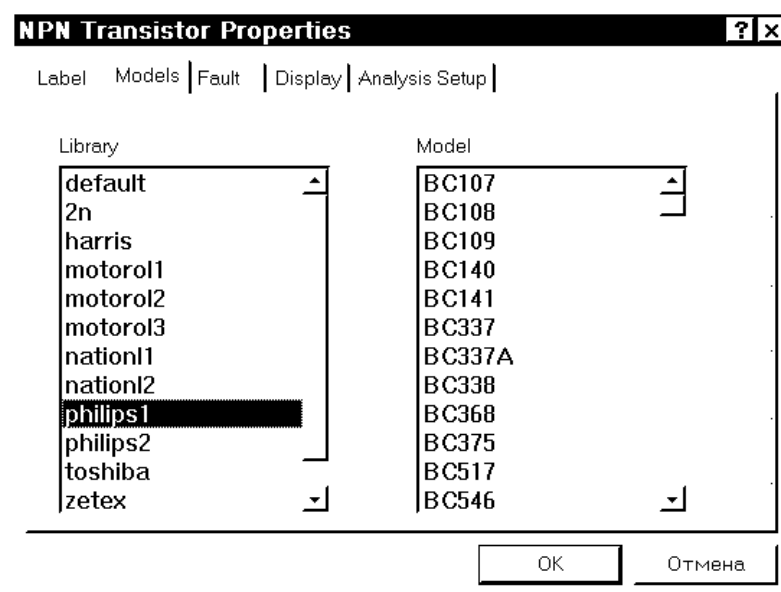 NPN Transistor Properties
Label Models Fault Display Analysis Setup
Library
default
2n
harris
motorol1
motorol2
motorol3
nationl1
nationl2
philips1
philips2
toshiba
zetex
Model
BC107
BC108
BC109
BC140
BC141
BC337
BC337A
BC338
BC368
BC375
BC517
BC546
OK Отмена